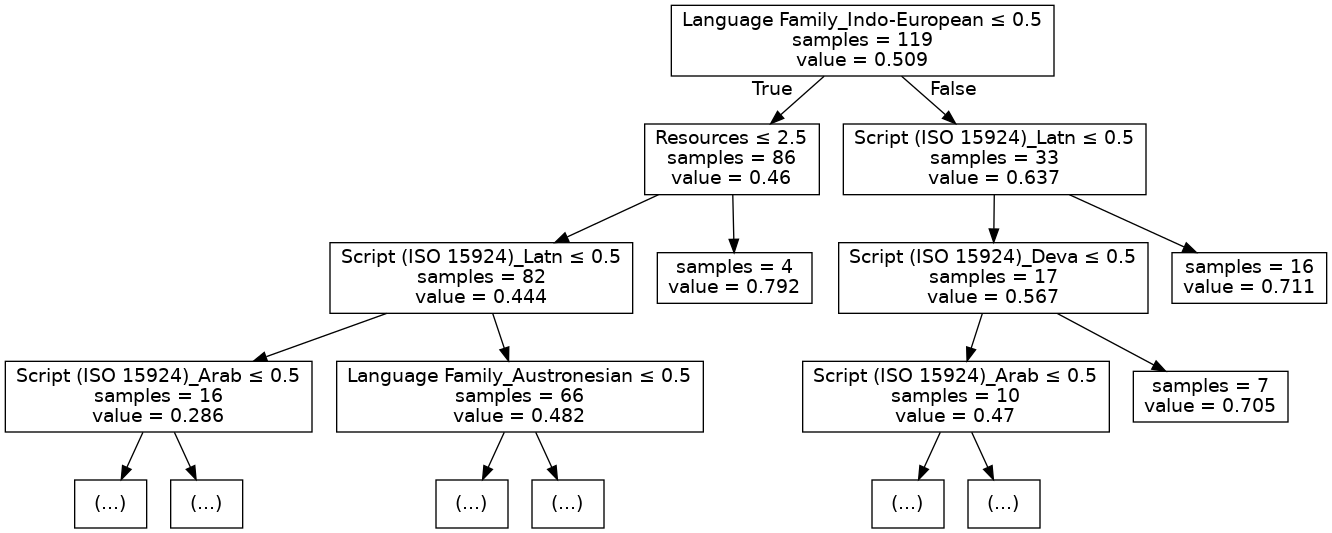 Language Family_Indo-European ≤ 0.5
samples = 119
value = 0.509
True
False
Resources ≤ 2.5
samples = 86
value = 0.46
Script (ISO 15924)_Latn ≤ 0.5
samples = 33
value = 0.637
Script (ISO 15924)_Latn ≤ 0.5
samples = 82
value = 0.444
samples = 4
value = 0.792
Script (ISO 15924)_Deva ≤ 0.5
samples = 17
value = 0.567
samples = 16
value = 0.711
Script (ISO 15924)_Arab ≤ 0.5
samples = 16
value = 0.286
Language Family_Austronesian ≤ 0.5
samples = 66
value = 0.482
Script (ISO 15924)_Arab ≤ 0.5
samples = 10
value = 0.47
samples = 7
value = 0.705
(...)
(...)
(...)
(...)
(...)
(...)